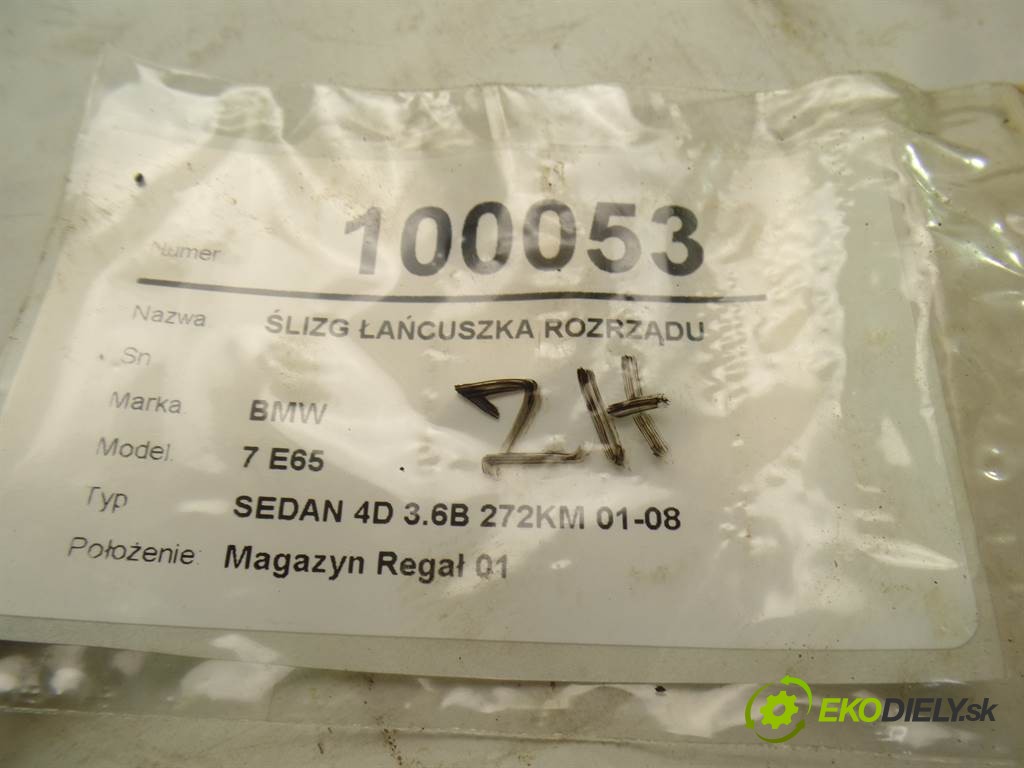 Numer 100053
Nazwa ŚLIZG ŁAŃCUSZKA ROZRZĄDU
Sn
Marka BMW
Model 7 E65
Typ SEDAN 4D 3.6B 272KM 01-08
Położenie: Magazyn Regał 01
EKODIELY.sk